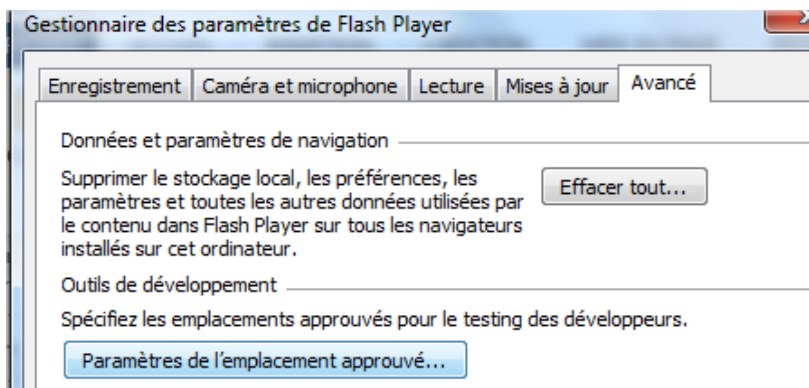 Gestionnaire des paramètres de Flash Player
Enregistrement Caméra et microphone Lecture Mises à jour Avancé
Données et paramètres de navigation
Supprimer le stockage local, les préférences, les
paramètres et toutes les autres données utilisées par
le contenu dans Flash Player sur tous les navigateurs
installés sur cet ordinateur.
Effacer tout...
Outils de développement
Spécifiez les emplacements approuvés pour le testing des développeurs.
Paramètres de l'emplacement approuvé...